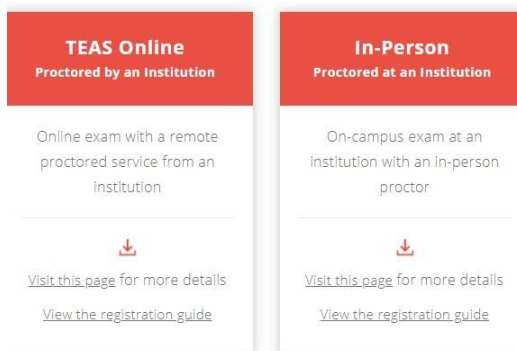 TEAS Online
Proctored by an Institution
Online exam with a remote
proctored service from an
institution
Visit this page for more details
View the registration guide
In-Person
Proctored at an Institution
On-campus exam at an
institution with an in-person
proctor
Visit this page for more details
View the registration guide